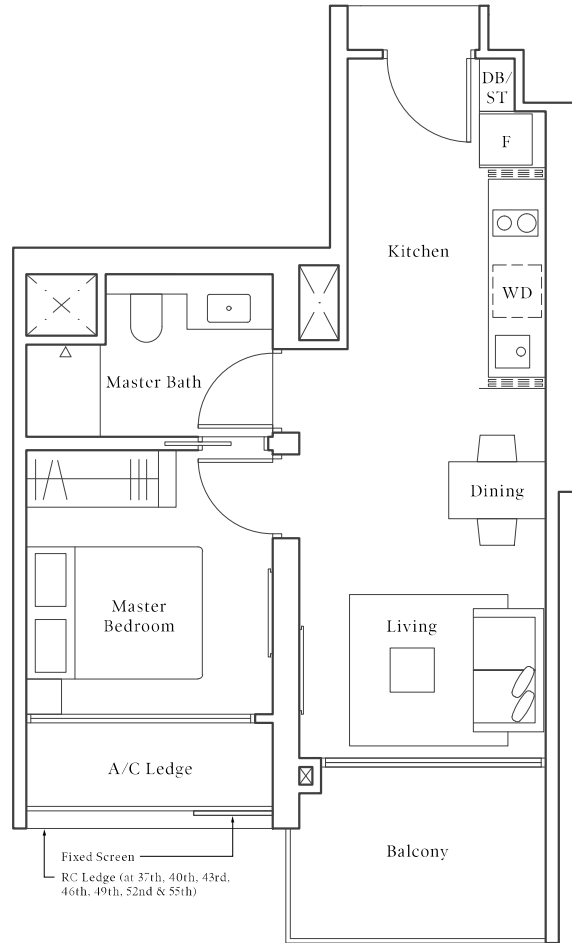 DB/
ST
F
Kitchen
WD
Master Bath
Dining
Master
Bedroom
Living
A/C Ledge
Balcony
Fixed Screen
RC Ledge (at 37th, 40th, 43rd,
46th, 49th, 52nd & 55th)